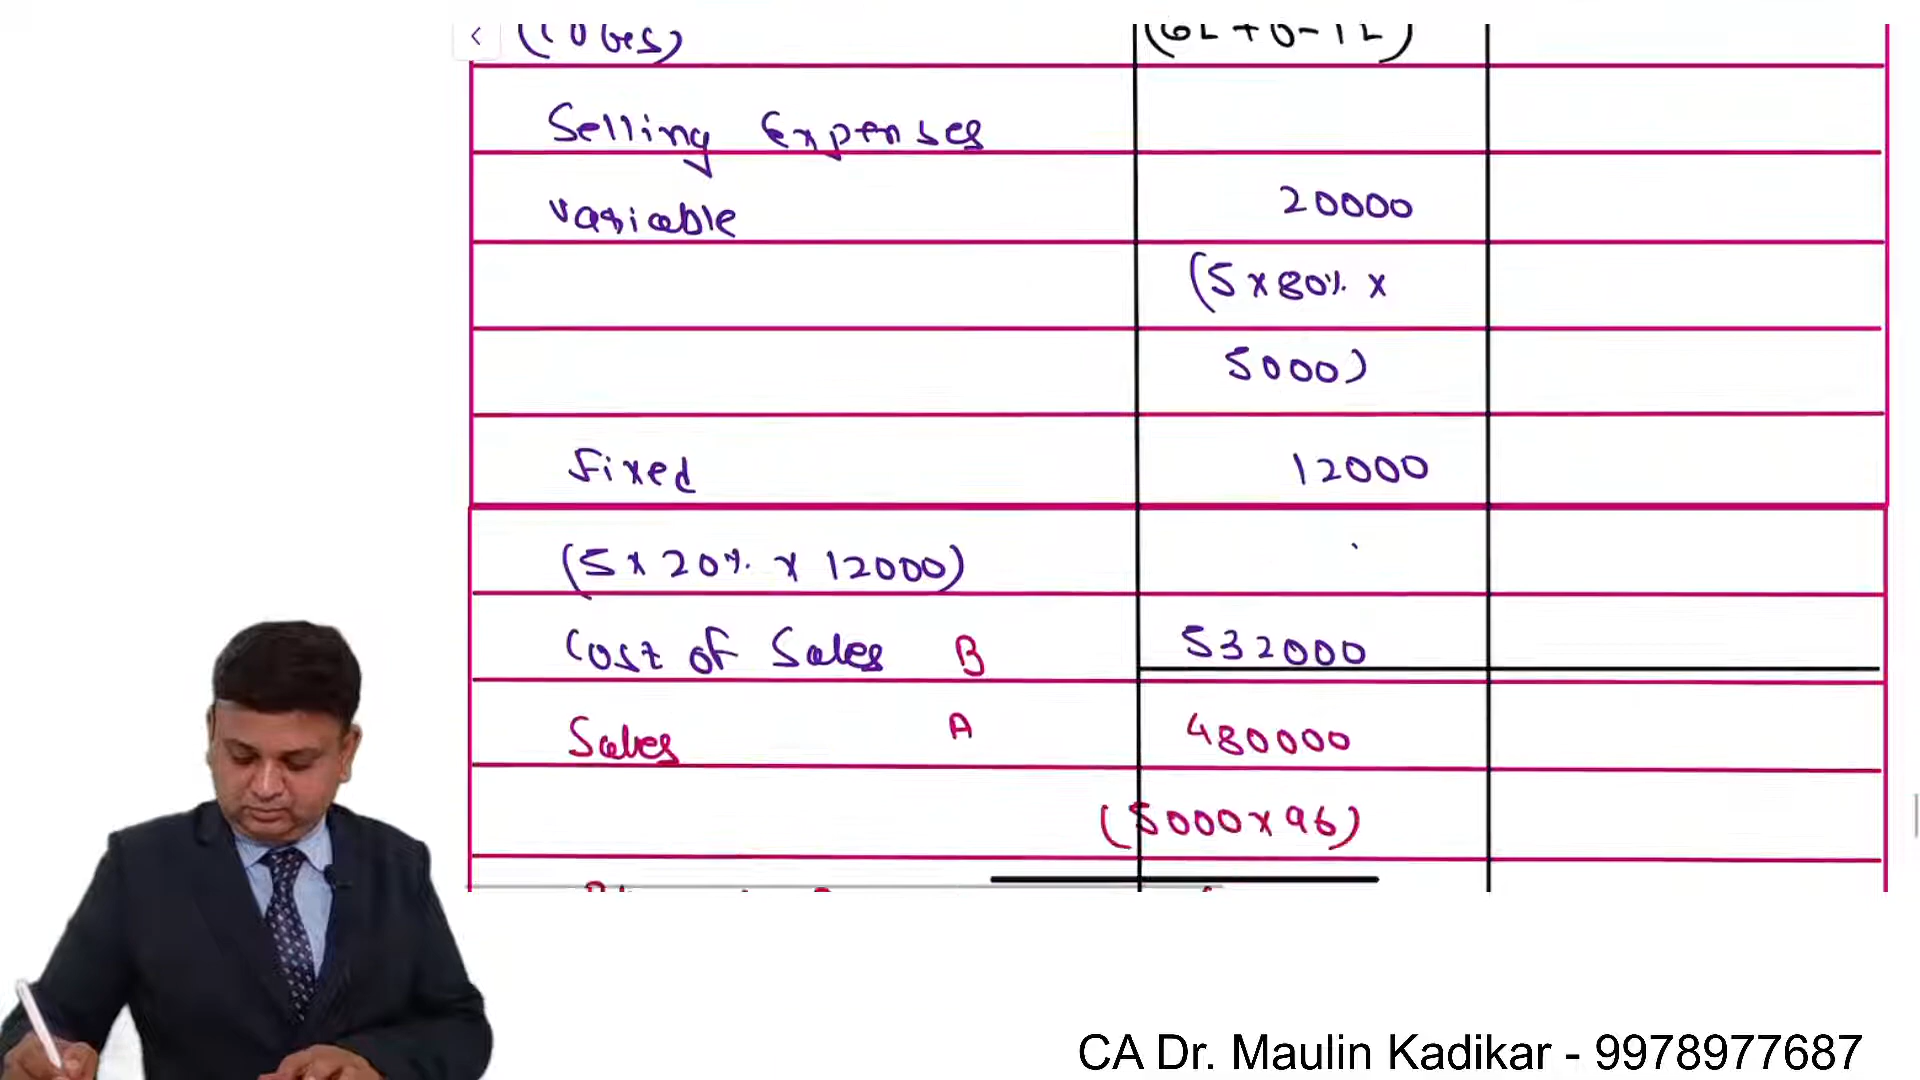 Selling Expenses
Variable 20000
(5 x 80% x
5000)
Fixed 12000
(5 x 20% x 12000)
Cost of Sales B 532000
Sales A 480000
(5000 x 96)
CA Dr. Maulin Kadikar - 9978977687